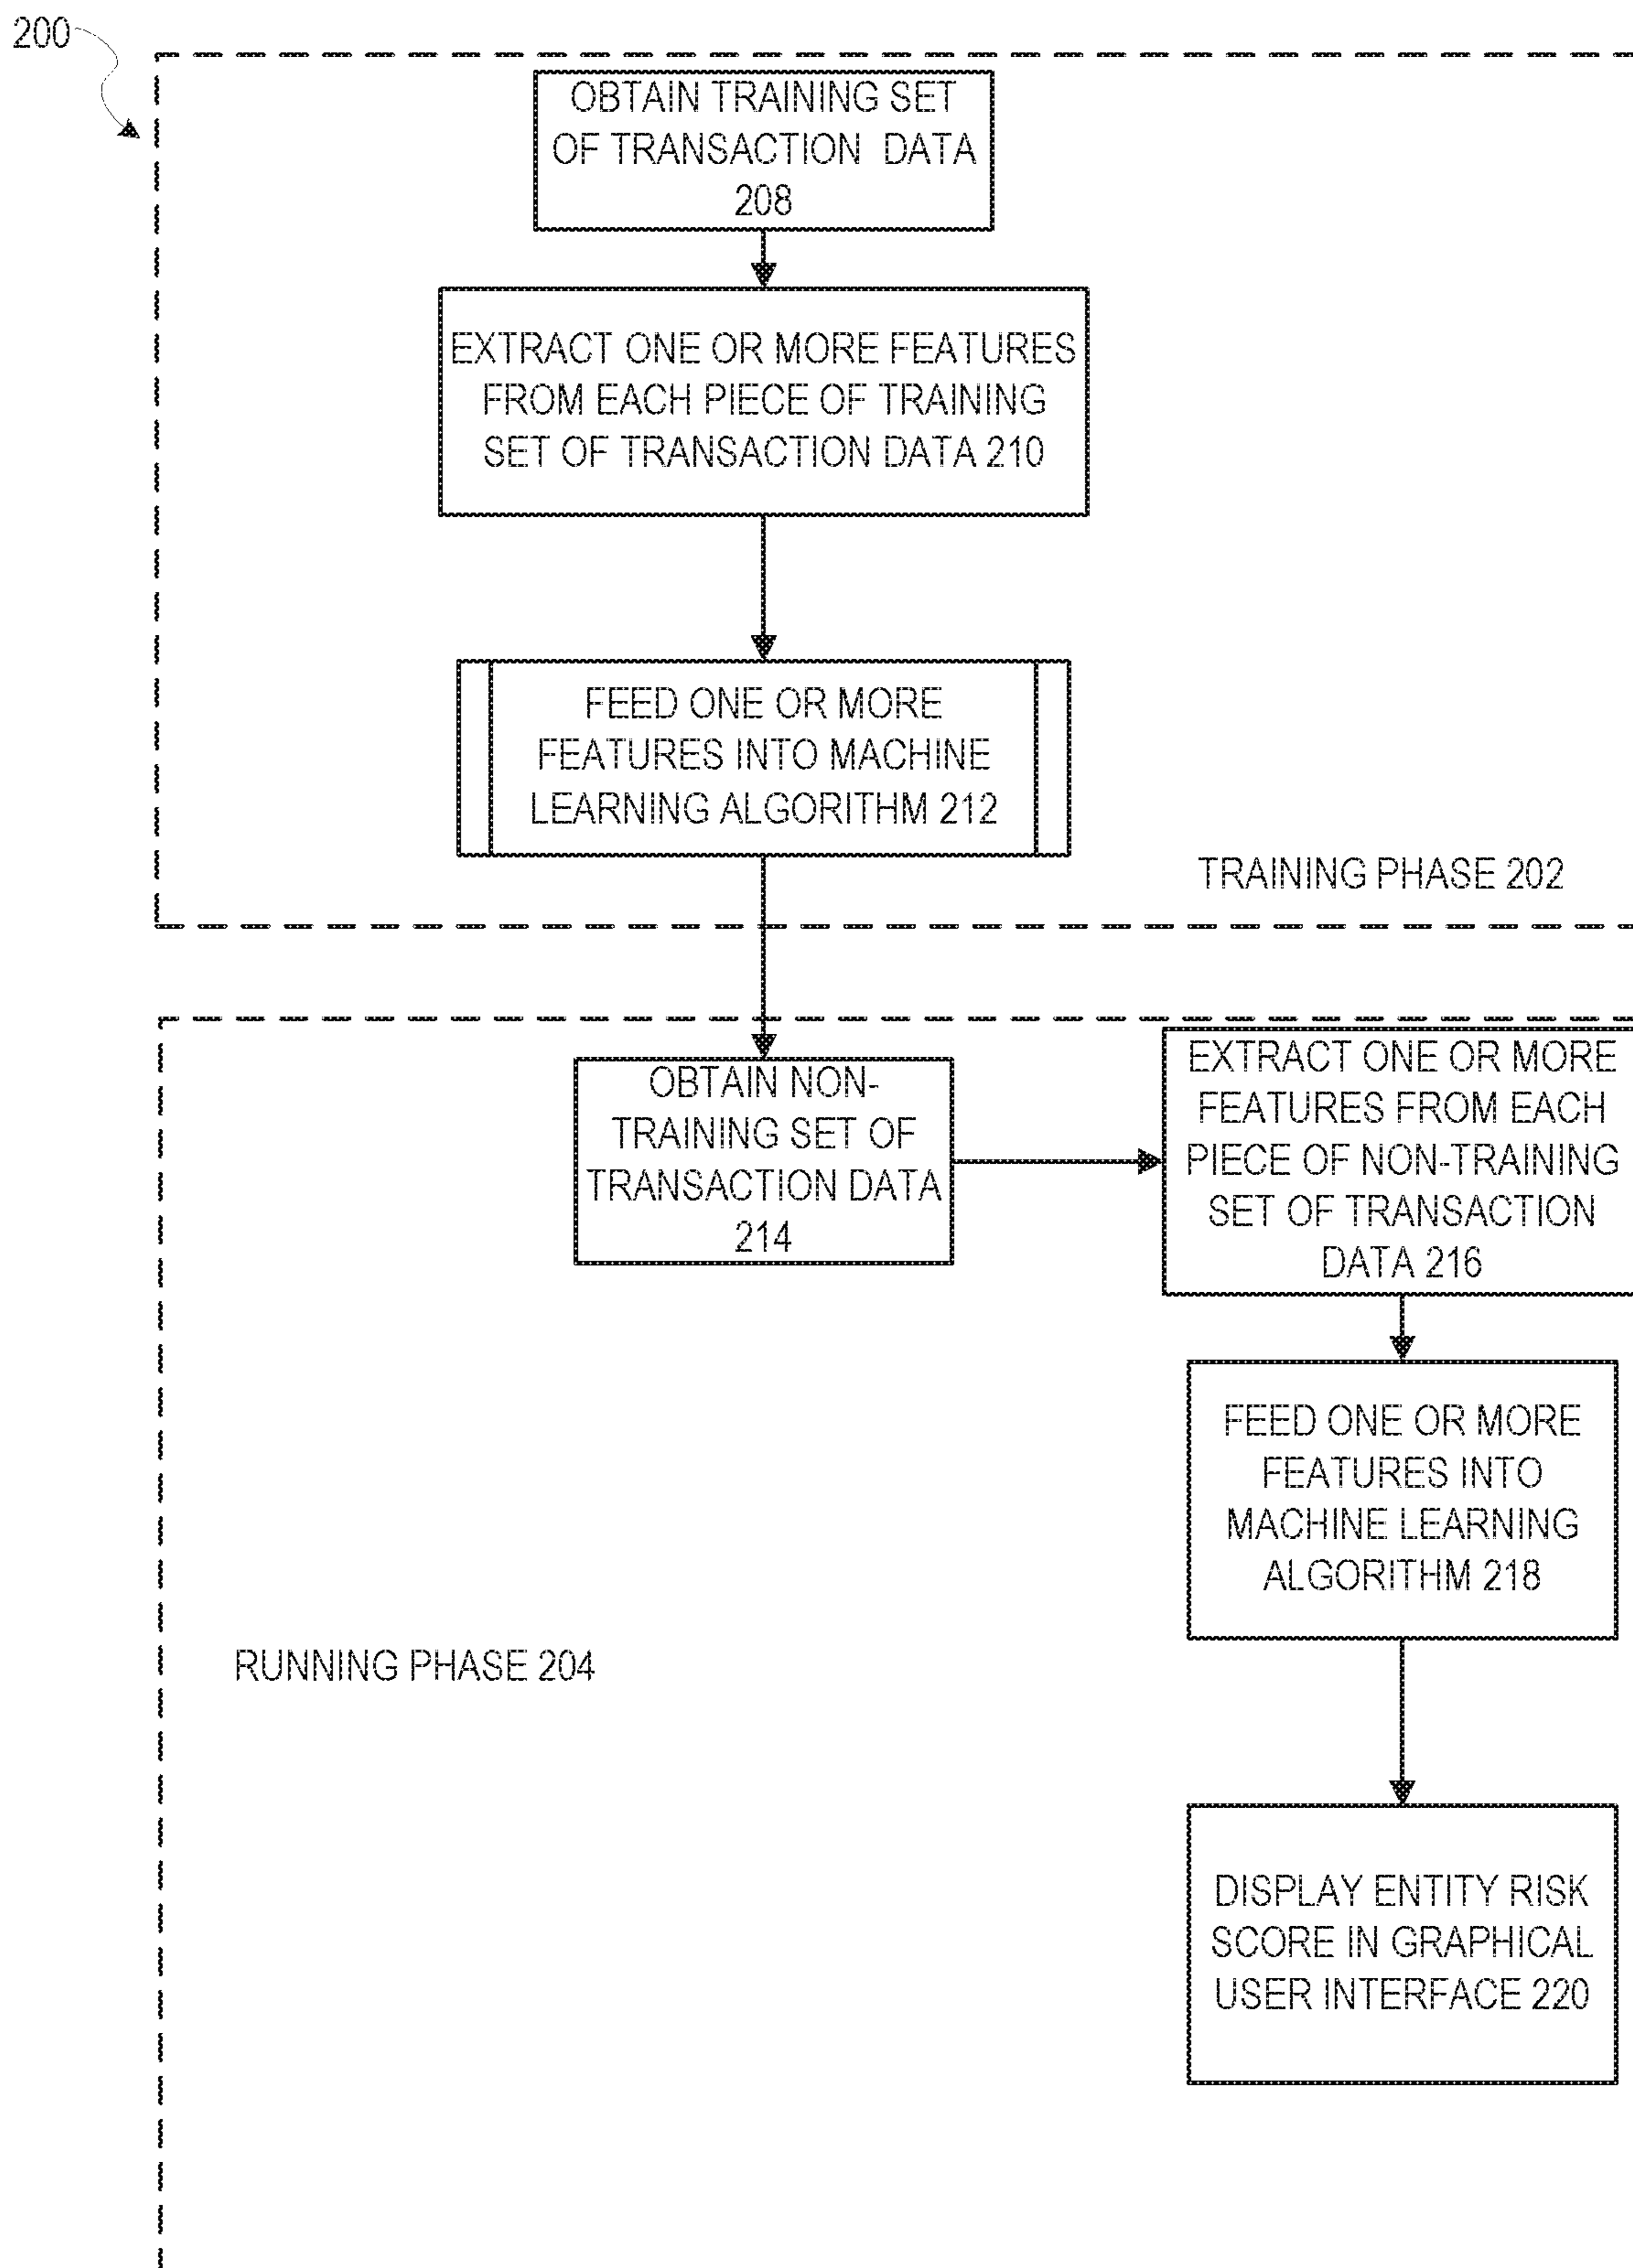 200
OBTAIN TRAINING SET
OF TRANSACTION DATA
208
EXTRACT ONE OR MORE FEATURES
FROM EACH PIECE OF TRAINING
SET OF TRANSACTION DATA 210
FEED ONE OR MORE
FEATURES INTO MACHINE
LEARNING ALGORITHM 212
TRAINING PHASE 202
OBTAIN NON-
TRAINING SET OF
TRANSACTION DATA
214
EXTRACT ONE OR MORE
FEATURES FROM EACH
PIECE OF NON-TRAINING
SET OF TRANSACTION
DATA 216
FEED ONE OR MORE
FEATURES INTO
MACHINE LEARNING
ALGORITHM 218
RUNNING PHASE 204
DISPLAY ENTITY RISK
SCORE IN GRAPHICAL
USER INTERFACE 220